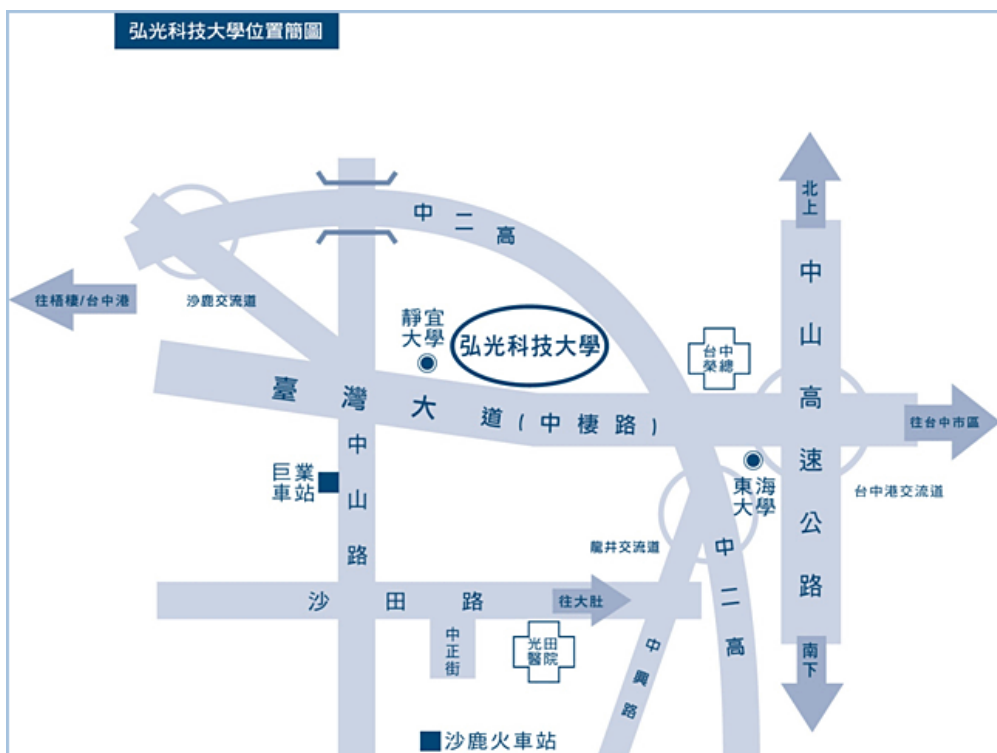 弘光科技大學位置簡圖
北上
中二高
中山高速公路
往梧棲/台中港
沙鹿交流道
靜宜
大學
弘光科技大學
台中
榮總
臺灣大道(中棲路)
往台中市區
中山路
巨業
車站
東海
大學
台中港交流道
龍井交流道
中二高
沙田路
往大肚
中正街
光田
醫院
中興路
南下
沙鹿火車站